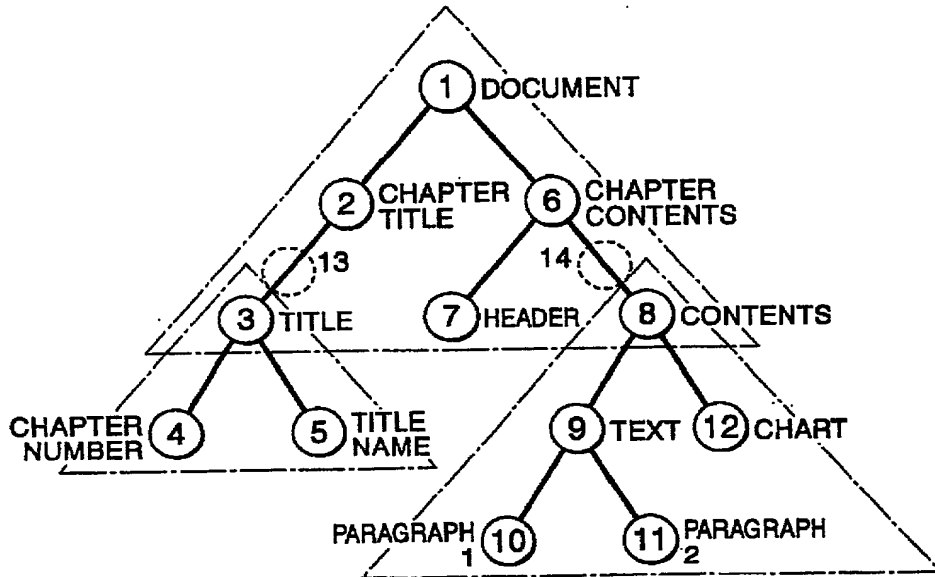 1 DOCUMENT
2 CHAPTER
TITLE
6 CHAPTER
CONTENTS
13
14
3 TITLE
7 HEADER
8 CONTENTS
CHAPTER
NUMBER 4
5 TITLE
NAME
9 TEXT
12 CHART
PARAGRAPH
1 10
11 PARAGRAPH
2